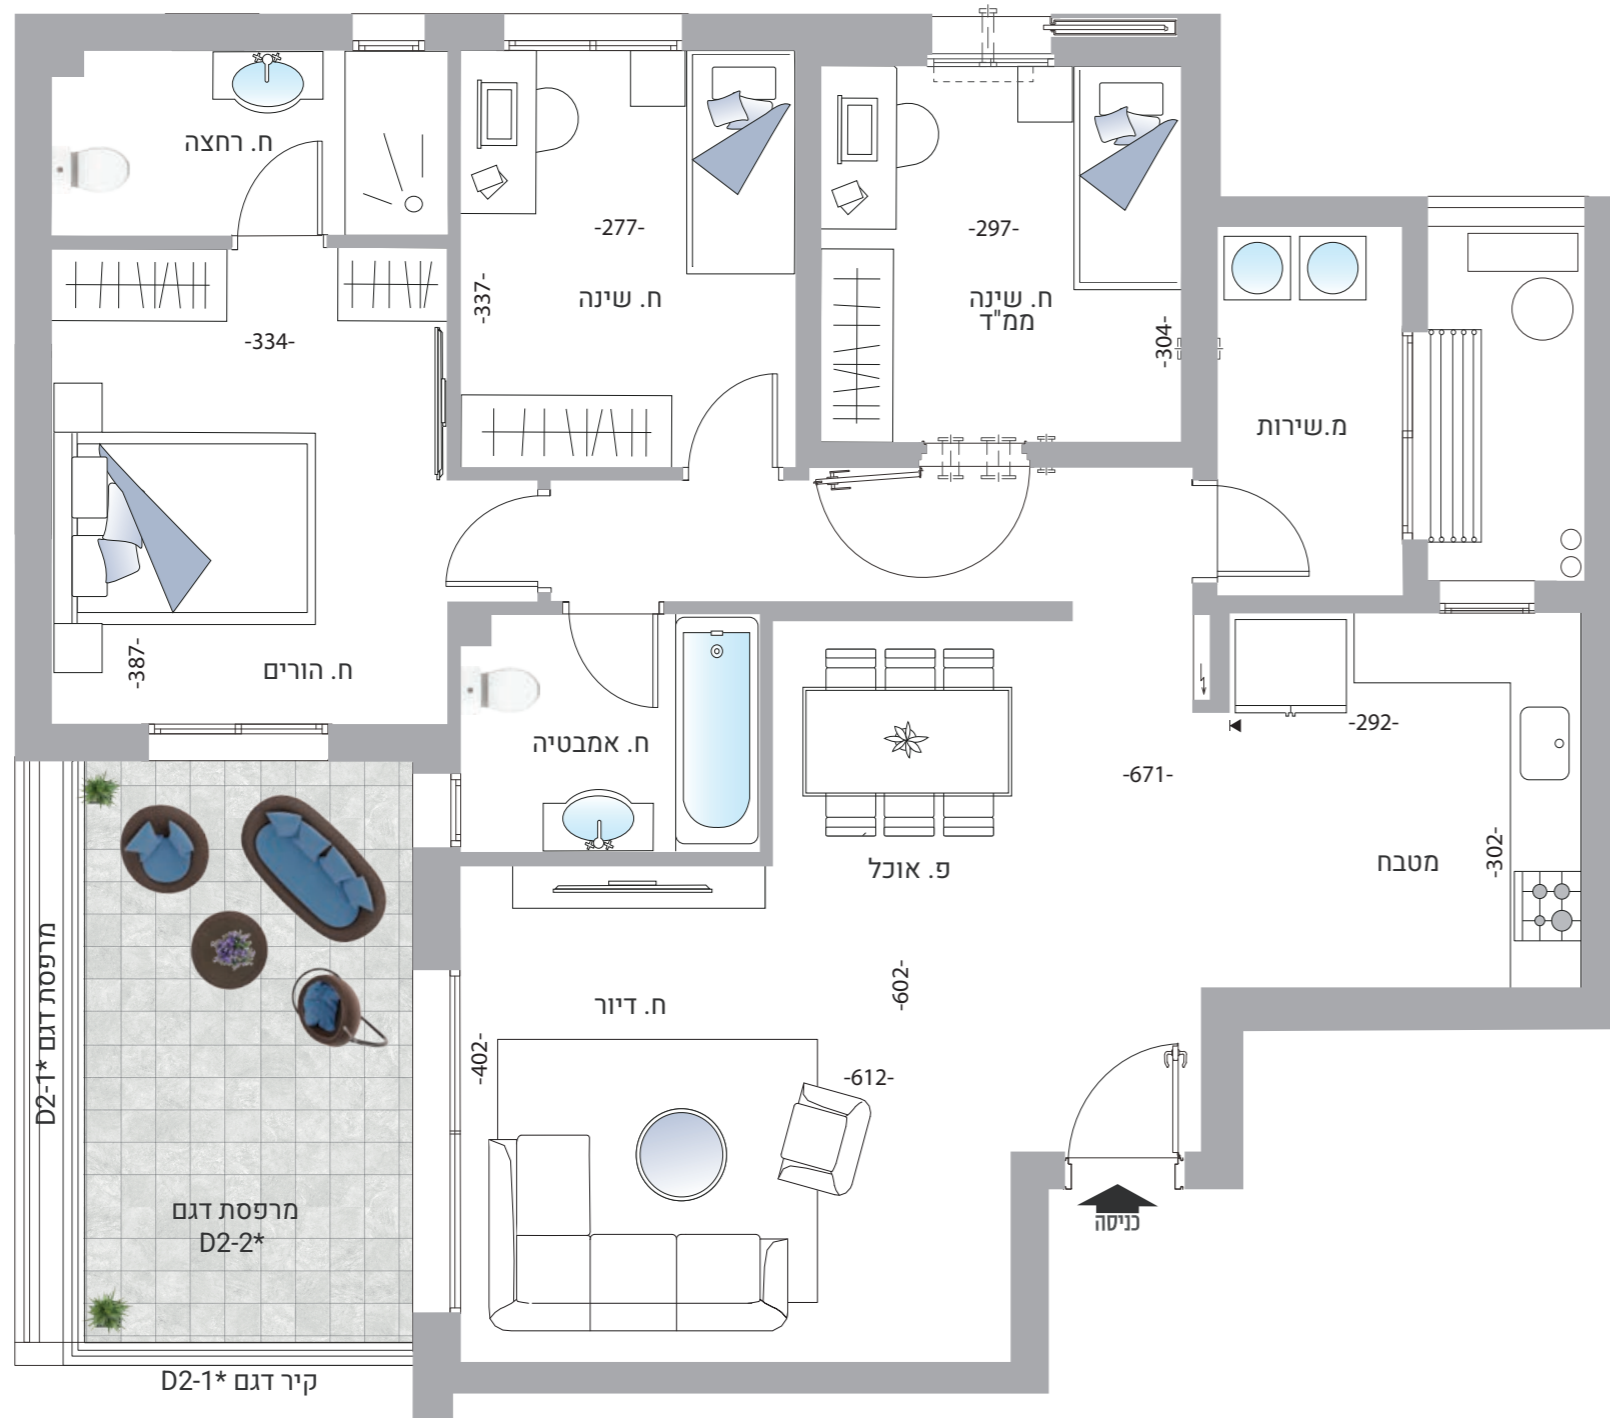 ח. רחצה
-277-
-337-
ח. שינה
-297-
ח. שינה
ממ"ד
-304-
מ.שירות
-334-
-387-
ח. הורים
ח. אמבטיה
-292-
-671-
-302-
מטבח
פ. אוכל
-602-
ח. דיור
-402-
-612-
מרפסת דגם *D2-1
מרפסת דגם
D2-2*
כניסה
קיר דגם *D2-1